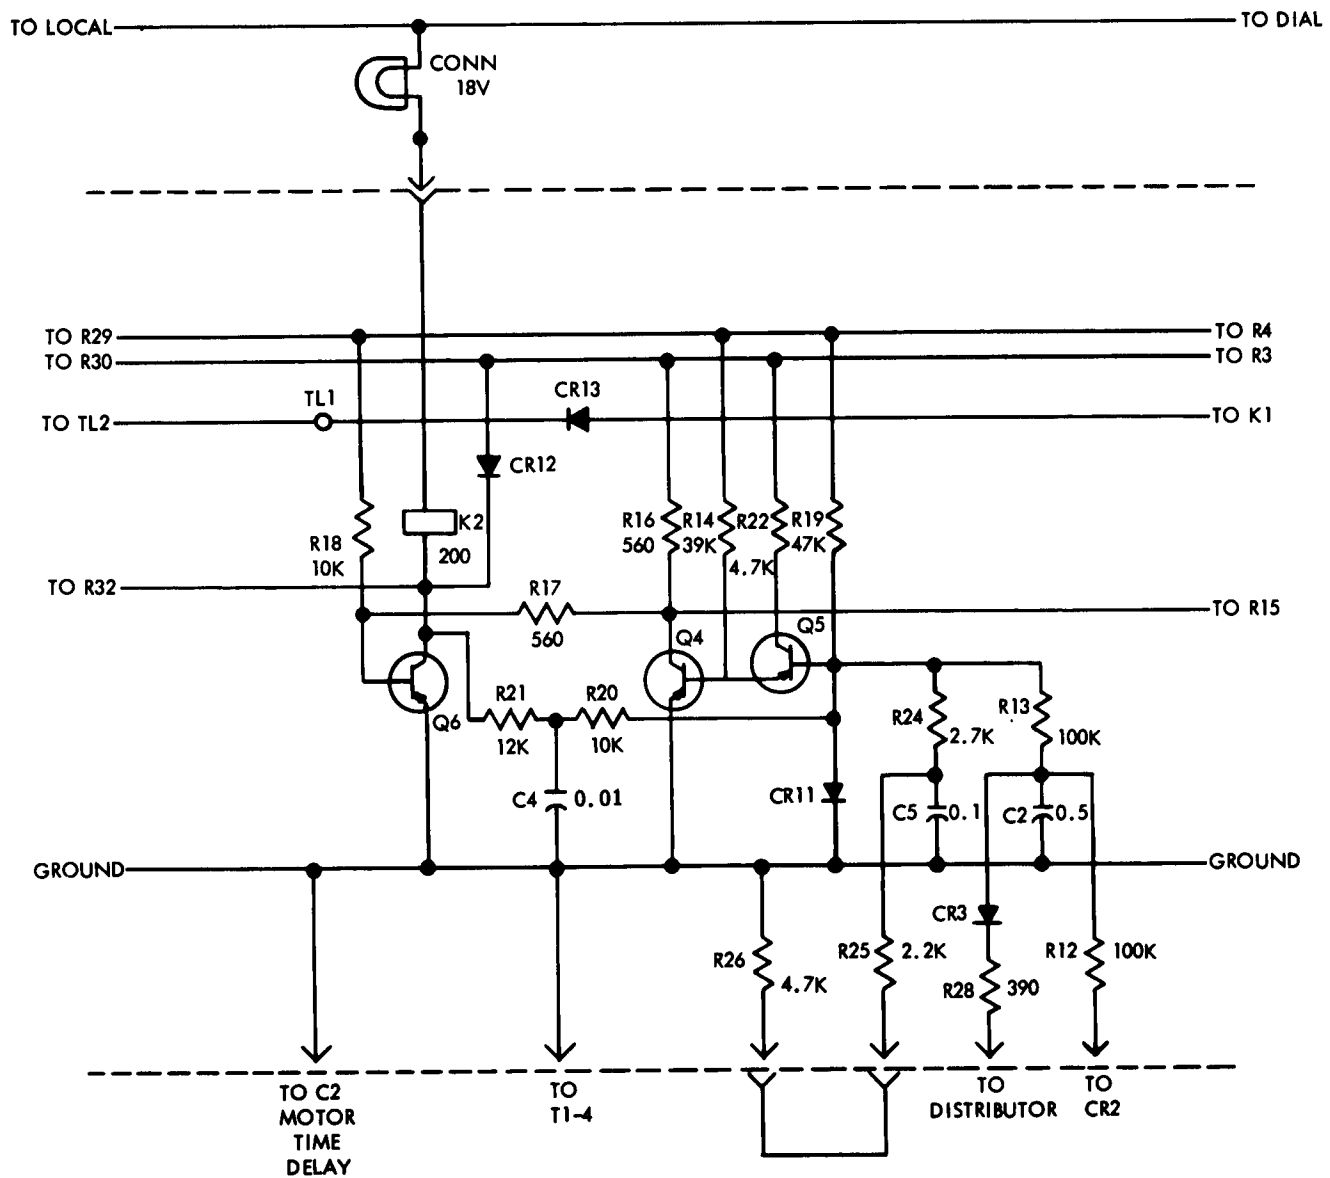 TO LOCAL
TO DIAL
CONN
18V
TO R29
TO R4
TO R30
TO R3
CR13
TL1
TO TL2
TO K1
CR12
R18
10K
K2
200
R16
560
R14
39K
R22
4.7K
R19
47K
TO R32
R17
560
TO R15
Q4
Q5
Q6
R21
12K
R20
10K
R24
2.7K
R13
100K
C4
0.01
CR11
C5
0.1
C2
0.5
GROUND
GROUND
CR3
R26
4.7K
R25
2.2K
R28
390
R12
100K
TO C2
MOTOR
TIME
DELAY
TO
T1-4
TO
DISTRIBUTOR
TO
CR2